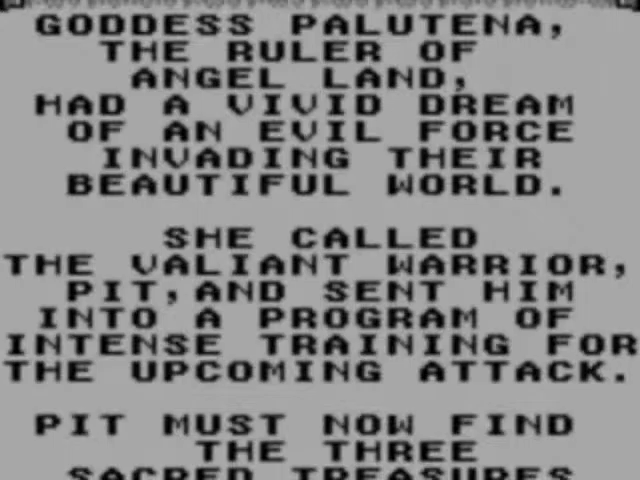 GODDESS PALUTENA,
THE RULER OF
ANGEL LAND,
HAD A VIVID DREAM
OF AN EVIL FORCE
INVADING THEIR
BEAUTIFUL WORLD.
SHE CALLED
THE VALIANT WARRIOR,
PIT,AND SENT HIM
INTO A PROGRAM OF
INTENSE TRAINING FOR
THE UPCOMING ATTACK.
PIT MUST NOW FIND
THE THREE
SACRED TREASURES